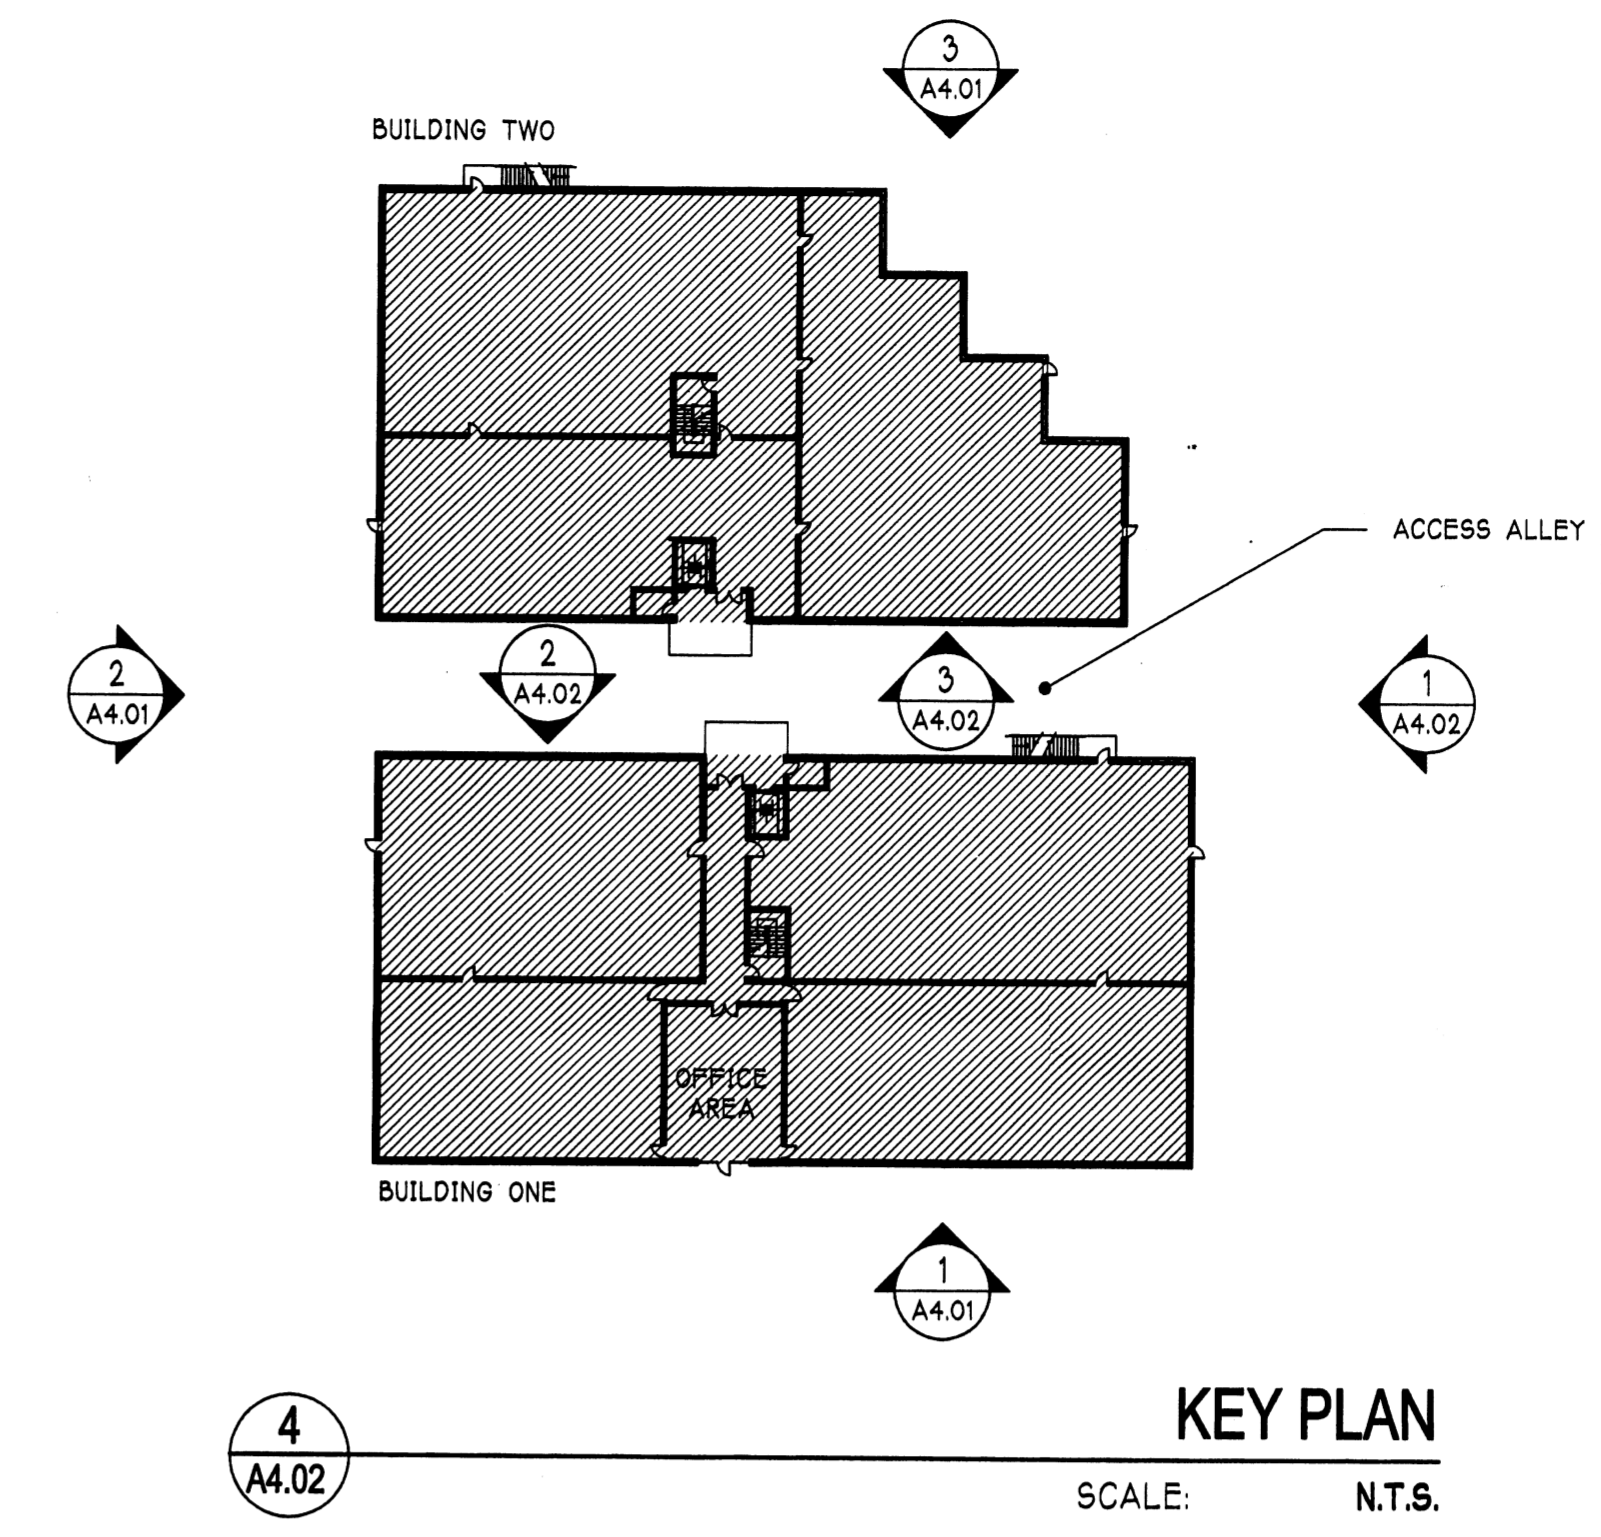 3
A4.01
BUILDING TWO
ACCESS ALLEY
2
A4.01
2
A4.02
3
A4.02
1
A4.02
OFFICE
AREA
BUILDING ONE
1
A4.01
4
A4.02
KEY PLAN
SCALE: N.T.S.